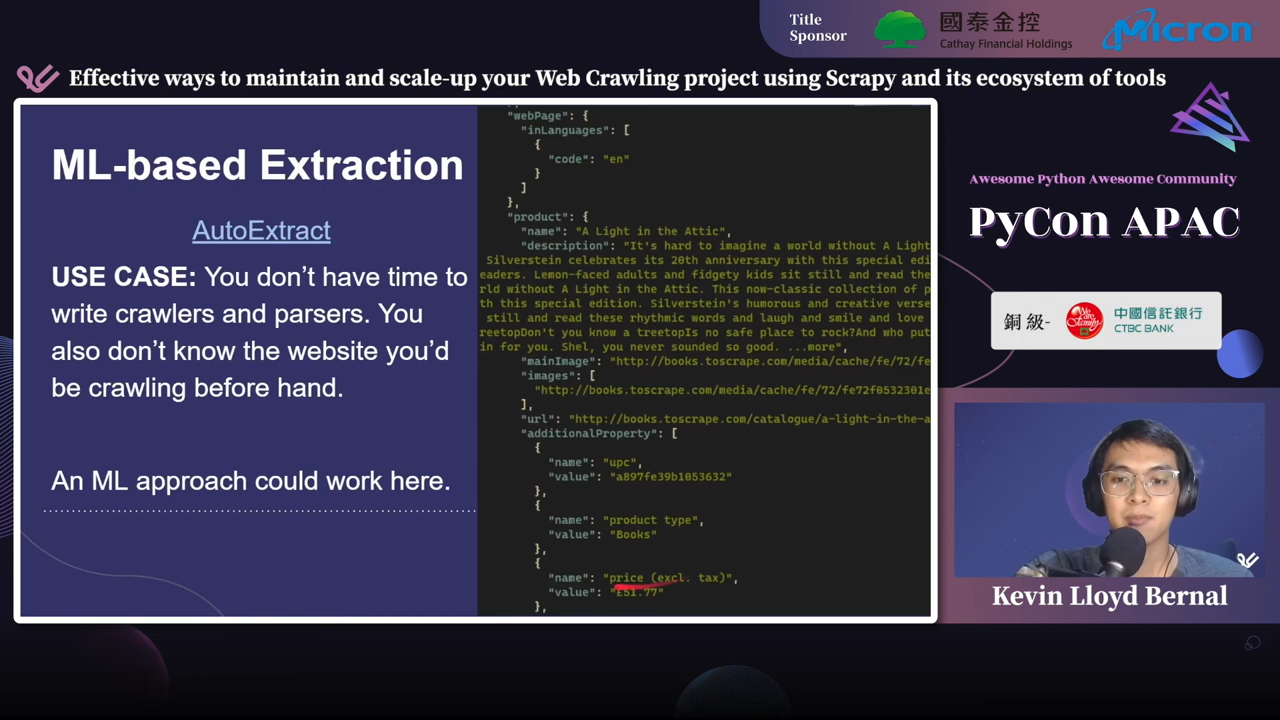 Title
Sponsor
國泰金控
Cathay Financial Holdings
Micron
Effective ways to maintain and scale-up your Web Crawling project using Scrapy and its ecosystem of tools
ML-based Extraction
AutoExtract
USE CASE: You don’t have time to
write crawlers and parsers. You
also don’t know the website you’d
be crawling before hand.
An ML approach could work here.
"webPage": {
"inLanguages": [
{
"code": "en"
}
]
},
"product": {
"name": "A Light in the Attic",
"description": "It's hard to imagine a world without A Light
Silverstein celebrates its 20th anniversary with this special edi
eaders. Lemon-faced adults and fidgety kids sit still and read the
rld without A Light in the Attic. This now-classic collection of p
th this special edition. Silverstein's humorous and creative verse
still and read these rhythmic words and laugh and smile and love
reetopDon't you know a treetopIs no safe place to rock?And who put
in for you. Shel, you never sounded so good. ...more",
"mainImage": "http://books.toscrape.com/media/cache/fe/72/fe
"images": [
"http://books.toscrape.com/media/cache/fe/72/fe72f0532301e
],
"url": "http://books.toscrape.com/catalogue/a-light-in-the-a
"additionalProperty": [
{
"name": "upc",
"value": "a897fe39b1053632"
},
{
"name": "product type",
"value": "Books"
},
{
"name": "price (excl. tax)",
"value": "£51.77"
},
Awesome Python Awesome Community
PyCon APAC
銅級-
We are Family
中國信託銀行
CTBC BANK
Kevin Lloyd Bernal